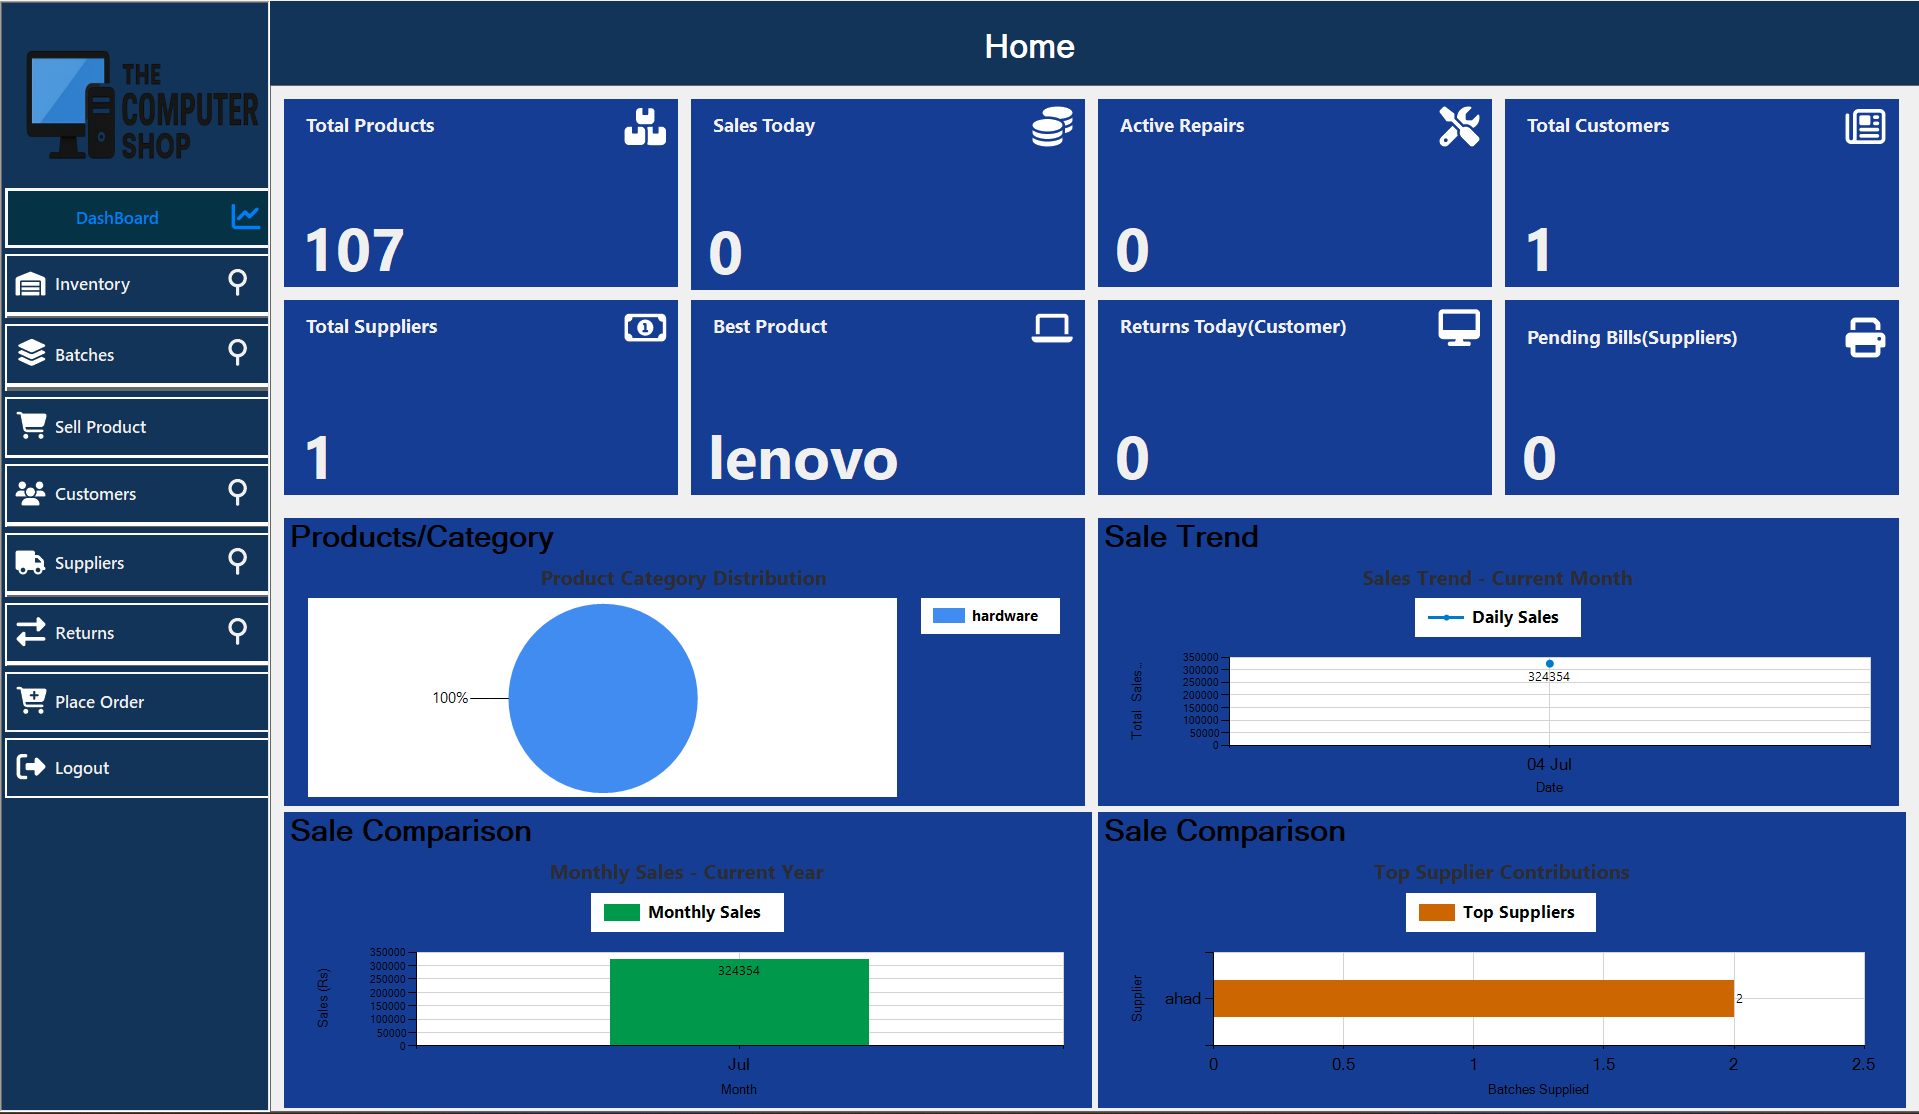 THE
COMPUTER
SHOP
DashBoard
Inventory
Batches
Sell Product
Customers
Suppliers
Returns
Place Order
Logout
Home
Total Products
107
Sales Today
0
Active Repairs
0
Total Customers
1
Total Suppliers
1
1
Best Product
lenovo
Returns Today(Customer)
0
Pending Bills(Suppliers)
0
Products/Category
Product Category Distribution
hardware
100%
Sale Trend
Sales Trend - Current Month
Daily Sales
Total Sales...
350000
300000
250000
200000
150000
100000
50000
0
324354
04 Jul
Date
Sale Comparison
Monthly Sales - Current Year
Monthly Sales
Sales (Rs)
350000
300000
250000
200000
150000
100000
50000
0
324354
Jul
Month
Sale Comparison
Top Supplier Contributions
Top Suppliers
Supplier
ahad
2
0 0.5 1 1.5 2 2.5
Batches Supplied